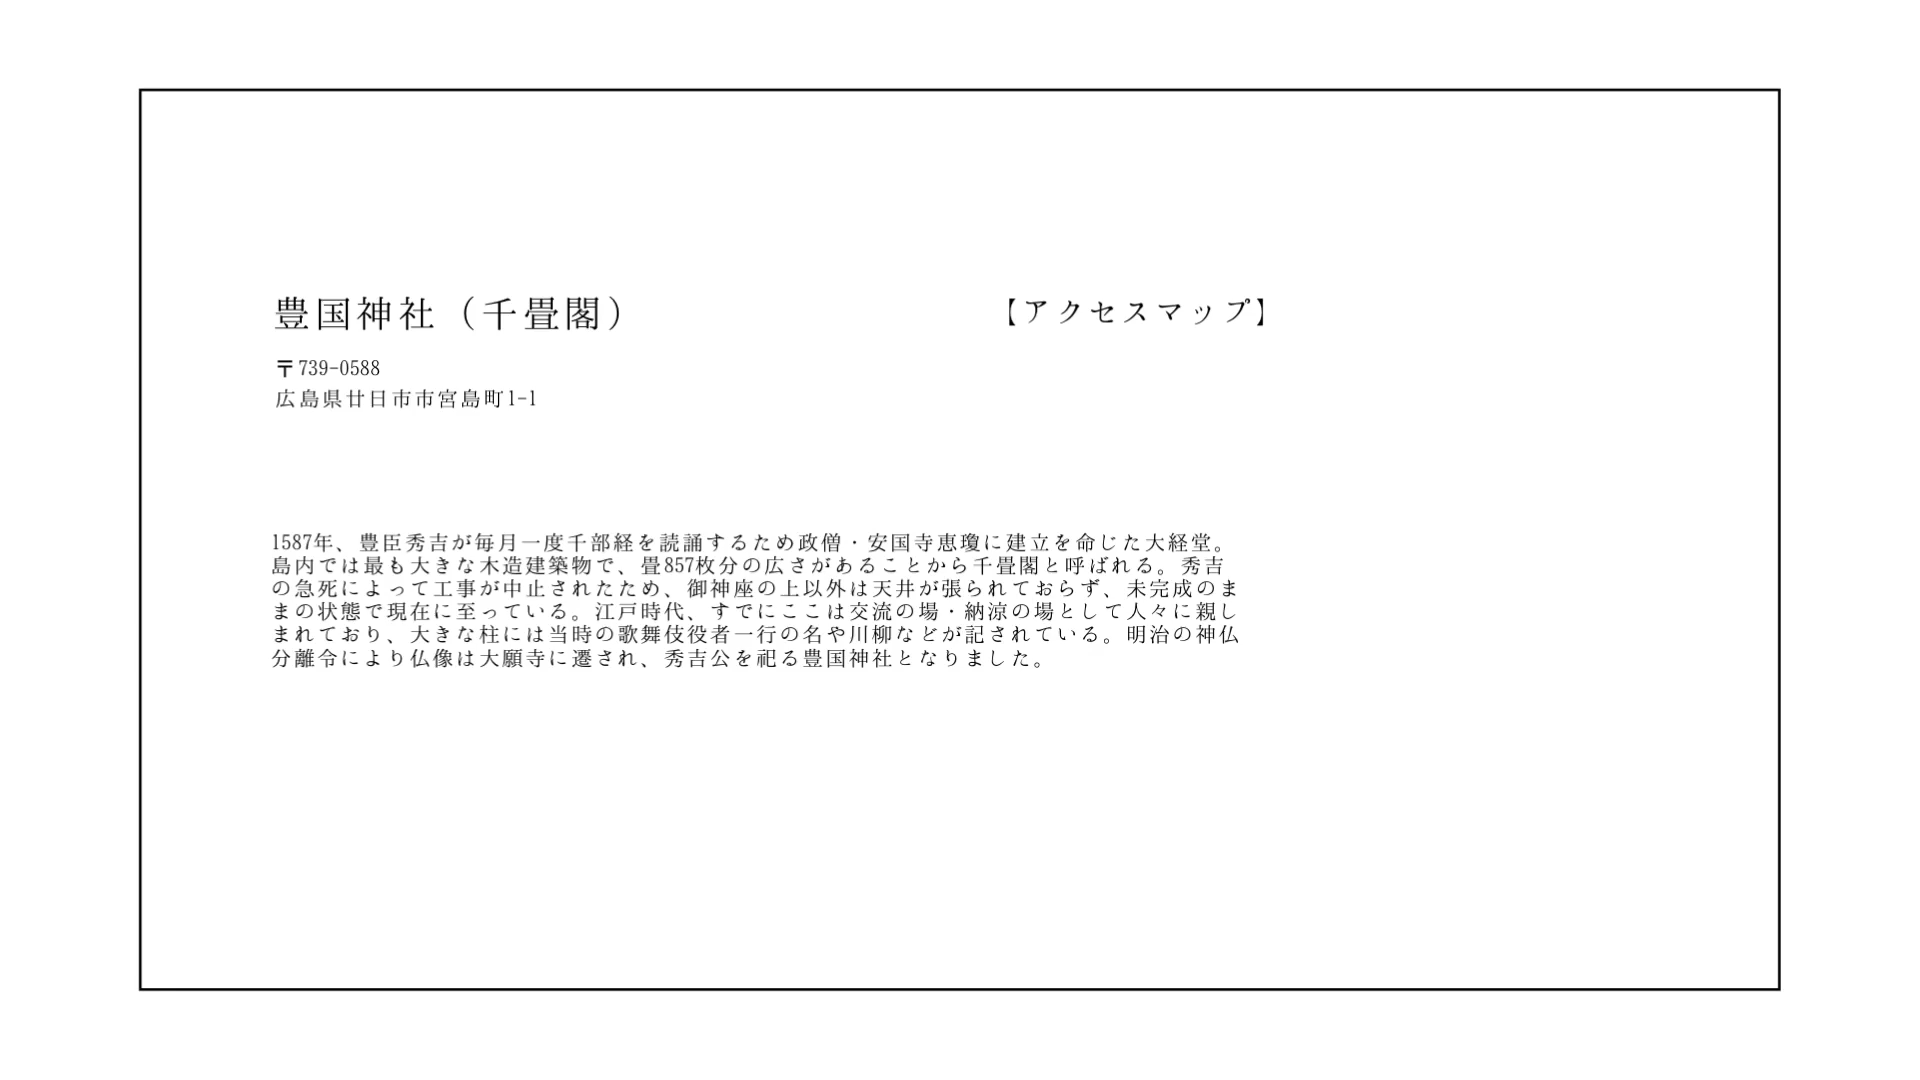 豊国神社（千畳閣）
【アクセスマップ】
〒739-0588
広島県廿日市市宮島町1-1
1587年、豊臣秀吉が毎月一度千部経を読誦するため政僧・安国寺恵瓊に建立を命じた大経堂。
島内では最も大きな木造建築物で、畳857枚分の広さがあることから千畳閣と呼ばれる。秀吉
の急死によって工事が中止されたため、御神座の上以外は天井が張られておらず、未完成のま
まの状態で現在に至っている。江戸時代、すでにここは交流の場・納涼の場として人々に親し
まれており、大きな柱には当時の歌舞伎役者一行の名や川柳などが記されている。明治の神仏
分離令により仏像は大願寺に遷され、秀吉公を祀る豊国神社となりました。